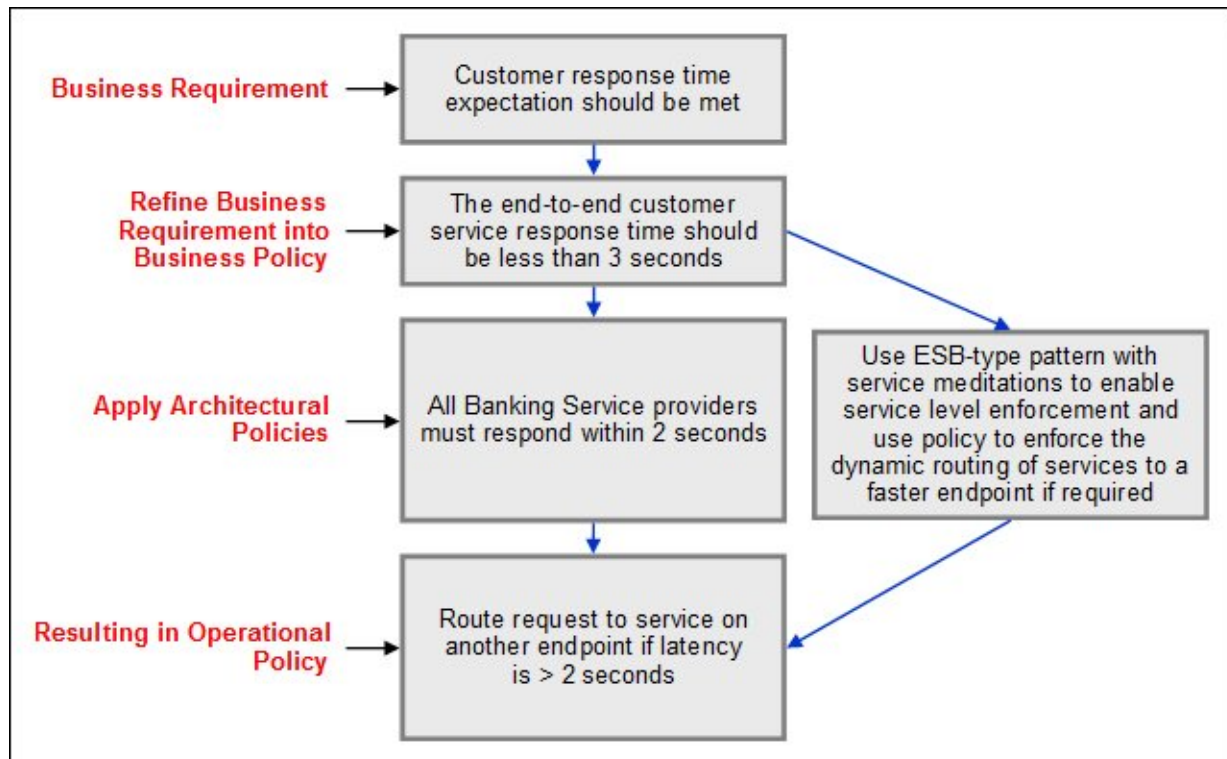 Business Requirement
Customer response time
expectation should be met
Refine Business
Requirement into
Business Policy
The end-to-end customer
service response time should
be less than 3 seconds
Apply Architectural
Policies
All Banking Service providers
must respond within 2 seconds
Use ESB-type pattern with
service meditations to enable
service level enforcement and
use policy to enforce the
dynamic routing of services to a
faster endpoint if required
Resulting in Operational
Policy
Route request to service on
another endpoint if latency
is > 2 seconds